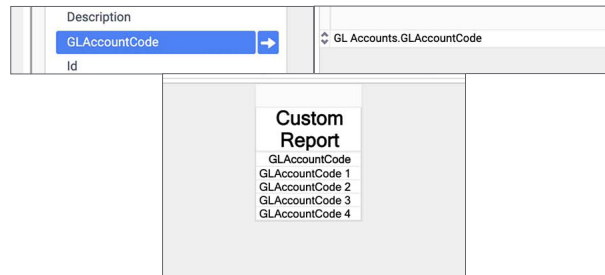 Description
GLAccountCode
Id
GL Accounts.GLAccountCode
Custom
Report
GLAccountCode
GLAccountCode 1
GLAccountCode 2
GLAccountCode 3
GLAccountCode 4